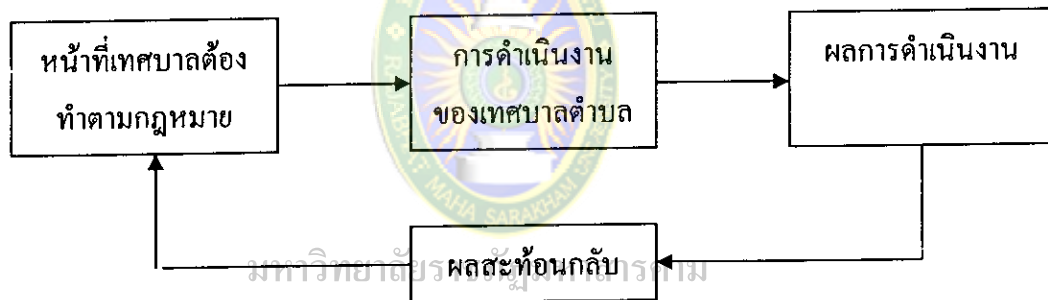 หน้าที่เทศบาลต้อง
ทำตามกฎหมาย
การดำเนินงาน
ของเทศบาลตำบล
ผลการดำเนินงาน
MAHA SARAKHAM
ผลสะท้อนกลับ
มหาวิทยาลัยราชภัฏมหาสารคาม